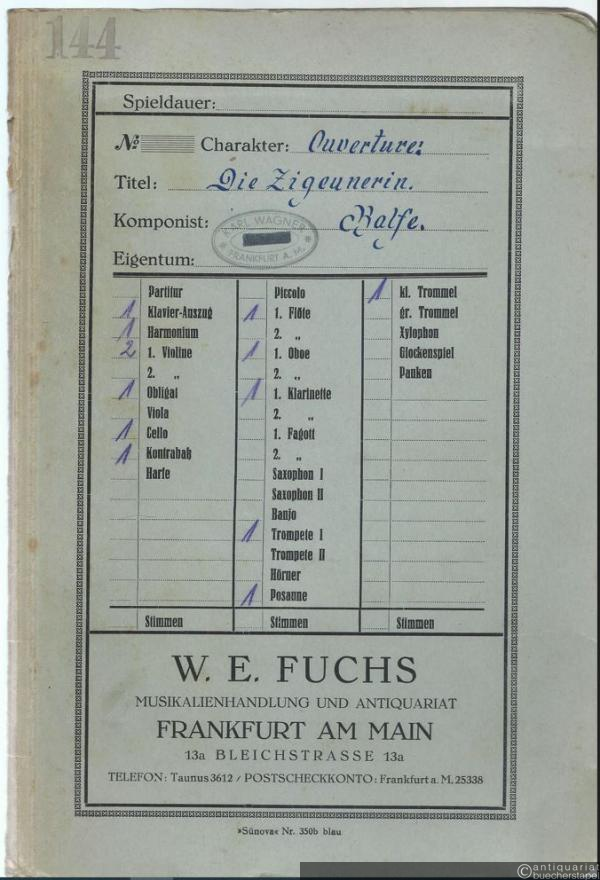 144
Spieldauer:
№ Charakter: Ouverture:
Titel: Die Zigeunerin.
Komponist: Balfe.
KARL WAGNER
FRANKFURT A. M.
Eigentum:
Partitur
1 Klavier-Auszug
1 Harmonium
2 1. Violine
2. „
1 Obligat
Viola
1 Cello
1 Kontrabaß
Harfe
Stimmen
Piccolo
1 1. Flöte
2. „
1 1. Oboe
2. „
1 1. Klarinette
2. „
1. Fagott
2. „
Saxophon I
Saxophon II
Banjo
1 Trompete I
Trompete II
Hörner
1 Posaune
Stimmen
1 kl. Trommel
gr. Trommel
Xylophon
Glockenspiel
Pauken
Stimmen
W. E. FUCHS
MUSIKALIENHANDLUNG UND ANTIQUARIAT
FRANKFURT AM MAIN
13a BLEICHSTRASSE 13a
TELEFON: Taunus 3612 / POSTSCHECKKONTO: Frankfurt a. M. 25338
»Sünova« Nr. 350b blau
©antiquariat
buecherstapel